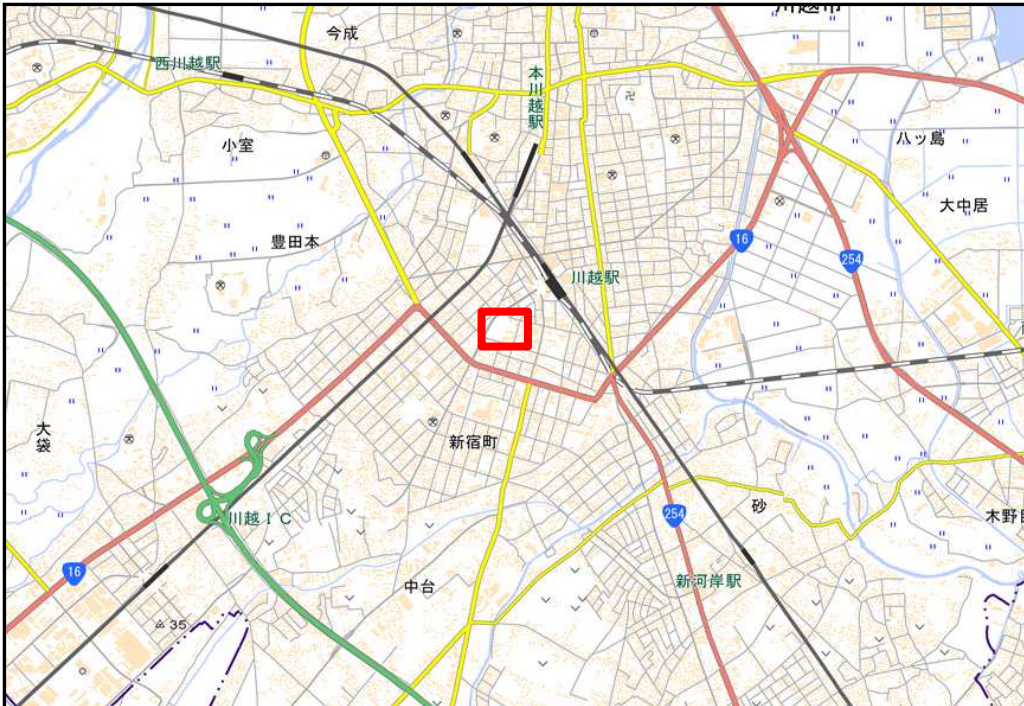 川越市
今成
西川越駅
本川越駅
小室
八ッ島
大中居
豊田本
16
254
川越駅
大袋
新宿町
川越IC
254
砂
木野目
16
中台
新河岸駅
35